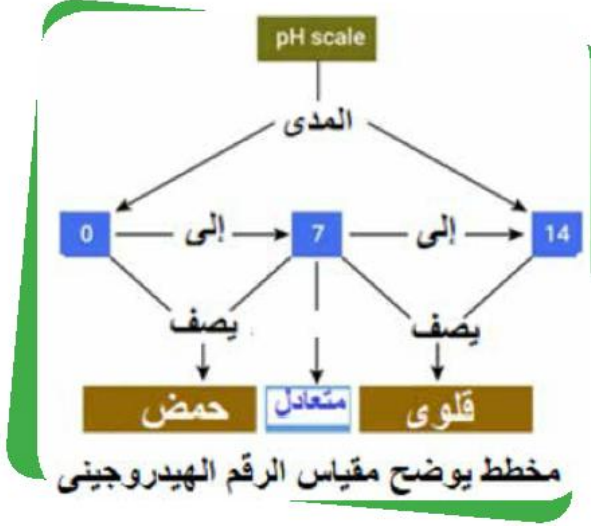 pH scale
المدى
0 إلى 7 إلى 14
يصف يصف
حمض متعادل قلوى
مخطط يوضح مقياس الرقم الهيدروجينى